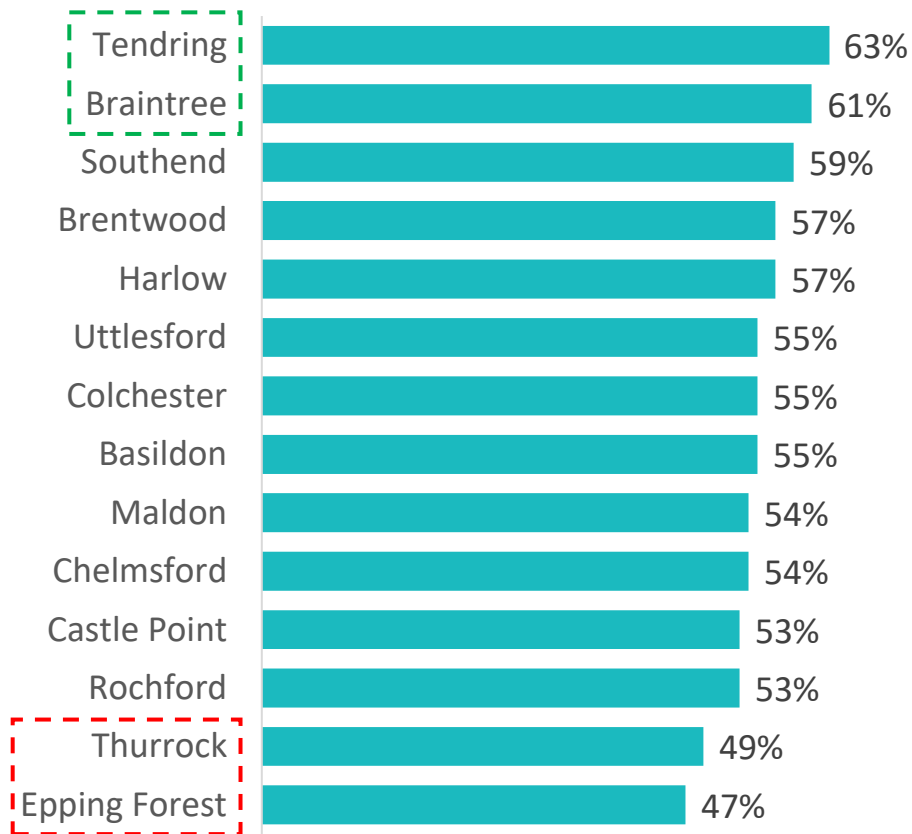 Tendring 63%
Braintree 61%
Southend 59%
Brentwood 57%
Harlow 57%
Uttlesford 55%
Colchester 55%
Basildon 55%
Maldon 54%
Chelmsford 54%
Castle Point 53%
Rochford 53%
Thurrock 49%
Epping Forest 47%